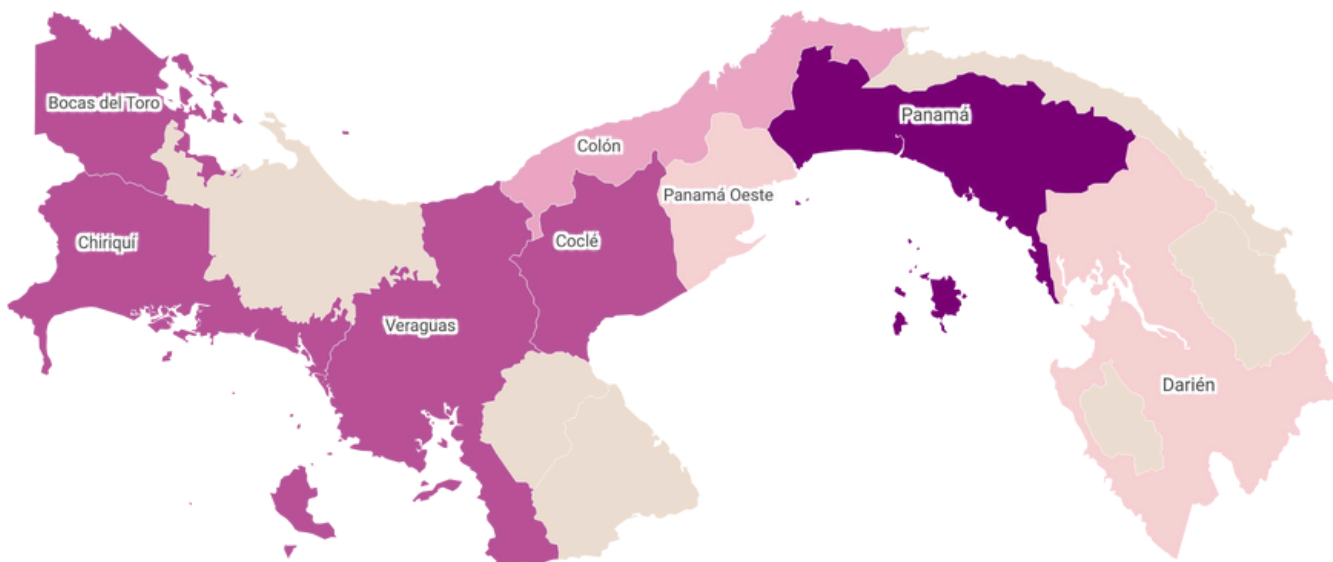 Bocas del Toro
Panamá
Colón
Panamá Oeste
Chiriquí
Coclé
Veraguas
Darién